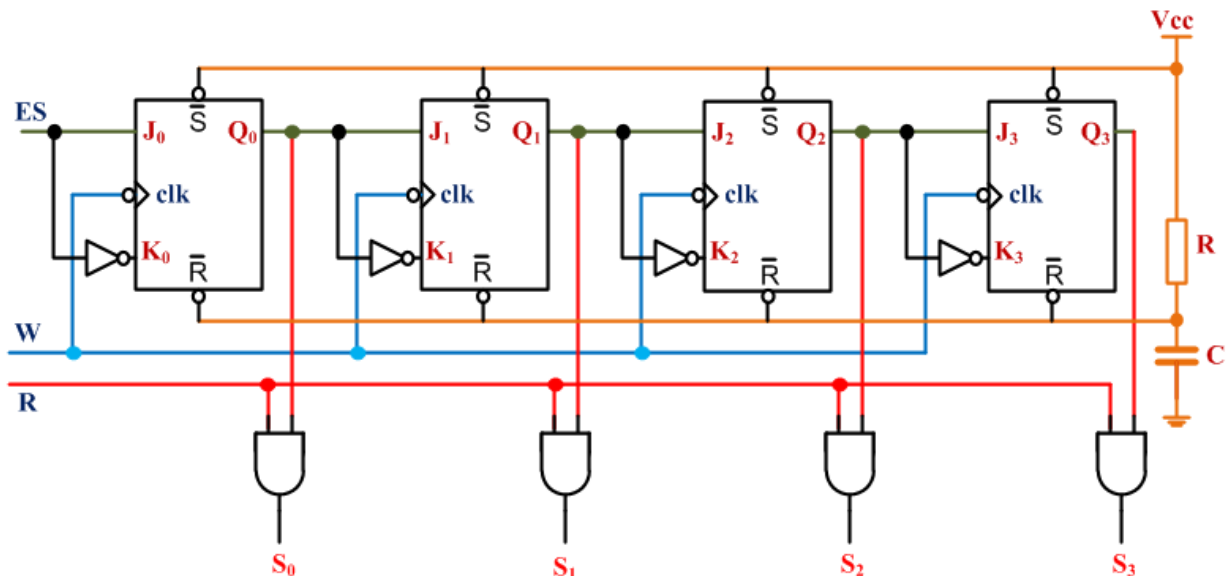 Vcc
ES
J₀ S̅ Q₀ J₁ S̅ Q₁ J₂ S̅ Q₂ J₃ S̅ Q₃
clk clk clk clk
K₀ R̅ K₁ R̅ K₂ R̅ K₃ R̅ R
W
C
R
S₀ S₁ S₂ S₃